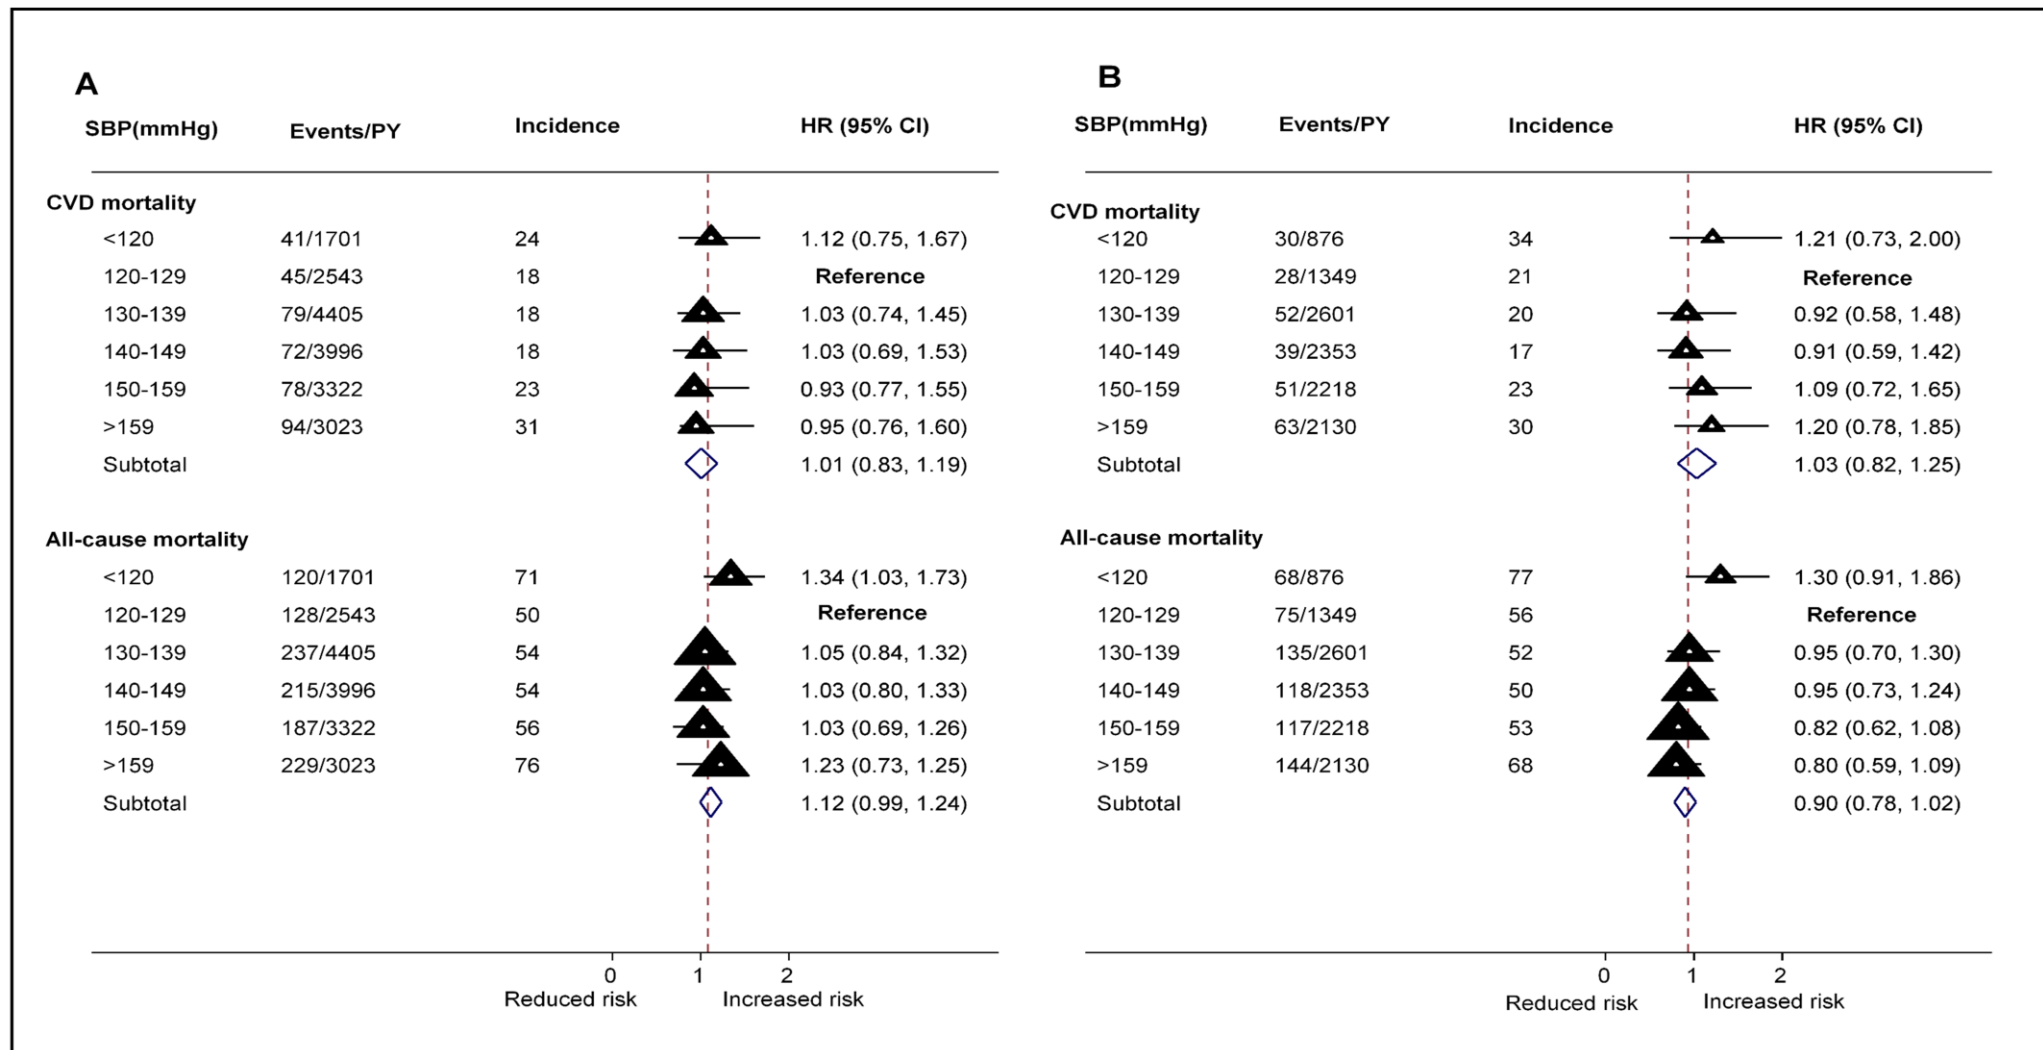 A
SBP(mmHg) Events/PY Incidence HR (95% CI)
CVD mortality
<120 41/1701 24 1.12 (0.75, 1.67)
120-129 45/2543 18 Reference
130-139 79/4405 18 1.03 (0.74, 1.45)
140-149 72/3996 18 1.03 (0.69, 1.53)
150-159 78/3322 23 0.93 (0.77, 1.55)
>159 94/3023 31 0.95 (0.76, 1.60)
Subtotal 1.01 (0.83, 1.19)
All-cause mortality
<120 120/1701 71 1.34 (1.03, 1.73)
120-129 128/2543 50 Reference
130-139 237/4405 54 1.05 (0.84, 1.32)
140-149 215/3996 54 1.03 (0.80, 1.33)
150-159 187/3322 56 1.03 (0.69, 1.26)
>159 229/3023 76 1.23 (0.73, 1.25)
Subtotal 1.12 (0.99, 1.24)
0 1 2
Reduced risk Increased risk
B
SBP(mmHg) Events/PY Incidence HR (95% CI)
CVD mortality
<120 30/876 34 1.21 (0.73, 2.00)
120-129 28/1349 21 Reference
130-139 52/2601 20 0.92 (0.58, 1.48)
140-149 39/2353 17 0.91 (0.59, 1.42)
150-159 51/2218 23 1.09 (0.72, 1.65)
>159 63/2130 30 1.20 (0.78, 1.85)
Subtotal 1.03 (0.82, 1.25)
All-cause mortality
<120 68/876 77 1.30 (0.91, 1.86)
120-129 75/1349 56 Reference
130-139 135/2601 52 0.95 (0.70, 1.30)
140-149 118/2353 50 0.95 (0.73, 1.24)
150-159 117/2218 53 0.82 (0.62, 1.08)
>159 144/2130 68 0.80 (0.59, 1.09)
Subtotal 0.90 (0.78, 1.02)
0 1 2
Reduced risk Increased risk